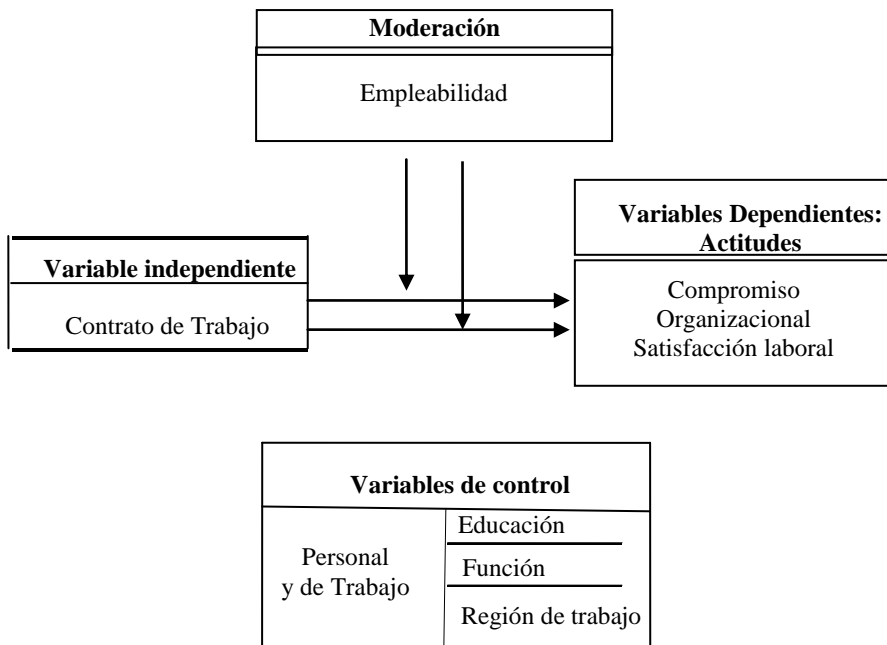 Moderación
Empleabilidad
Variables Dependientes:
Actitudes
Variable independiente
Contrato de Trabajo
Compromiso
Organizacional
Satisfacción laboral
Variables de control
Personal
y de Trabajo
Educación
Función
Región de trabajo